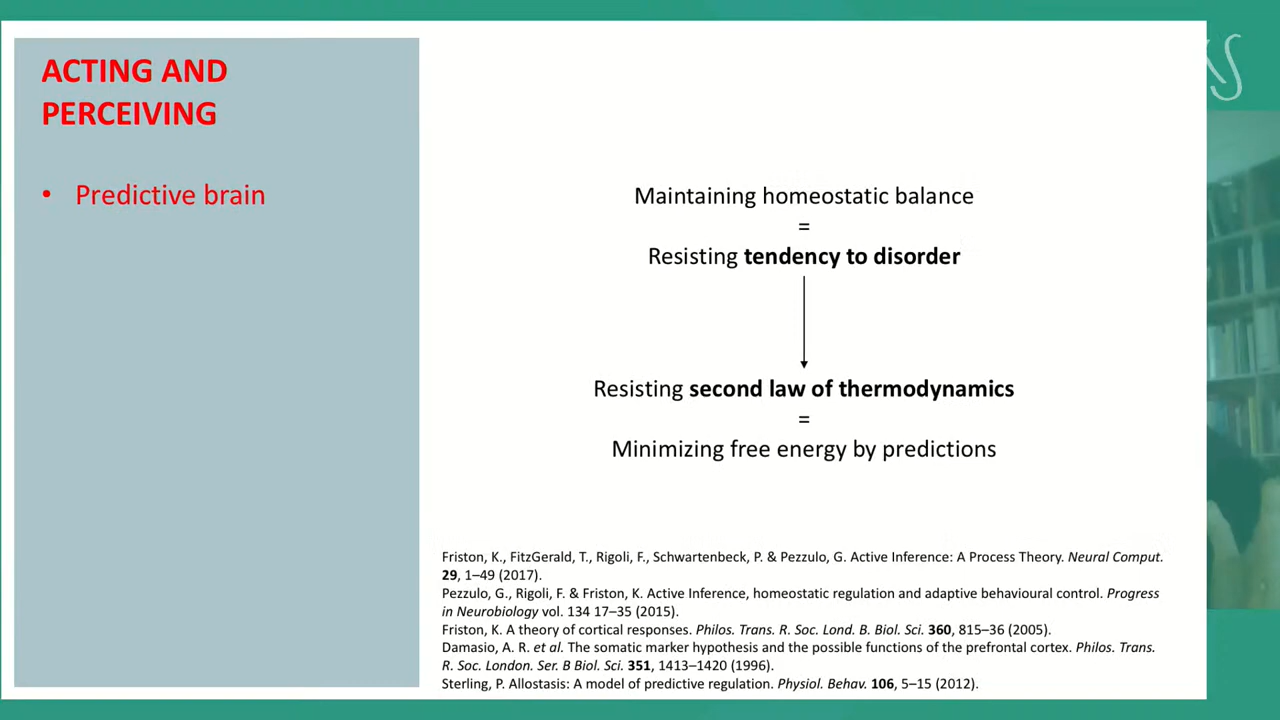 ACTING AND
PERCEIVING
• Predictive brain
Maintaining homeostatic balance
=
Resisting tendency to disorder
Resisting second law of thermodynamics
=
Minimizing free energy by predictions
Friston, K., FitzGerald, T., Rigoli, F., Schwartenbeck, P. & Pezzulo, G. Active Inference: A Process Theory. Neural Comput.
29, 1–49 (2017).
Pezzulo, G., Rigoli, F. & Friston, K. Active Inference, homeostatic regulation and adaptive behavioural control. Progress
in Neurobiology vol. 134 17–35 (2015).
Friston, K. A theory of cortical responses. Philos. Trans. R. Soc. Lond. B. Biol. Sci. 360, 815–36 (2005).
Damasio, A. R. et al. The somatic marker hypothesis and the possible functions of the prefrontal cortex. Philos. Trans.
R. Soc. London. Ser. B Biol. Sci. 351, 1413–1420 (1996).
Sterling, P. Allostasis: A model of predictive regulation. Physiol. Behav. 106, 5–15 (2012).